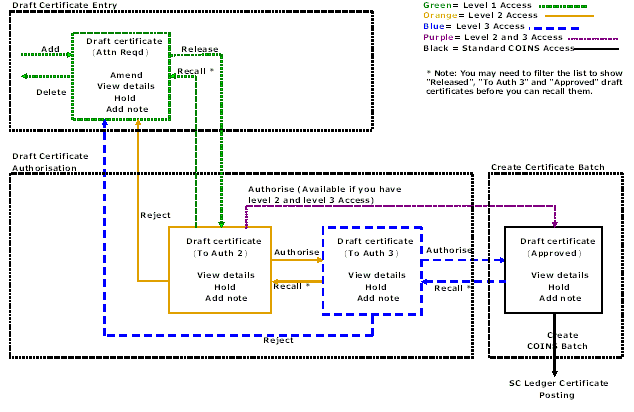 Draft Certificate Entry
Green= Level 1 Access
Orange= Level 2 Access
Blue= Level 3 Access ,
Purple= Level 2 and 3 Access
Black= Standard COINS Access
* Note: You may need to filter the list to show
"Released", "To Auth 3" and "Approved" draft
certificates before you can recall them.
Add
Delete
Draft certificate
(Attn Reqd)
Amend
View details
Hold
Add note
Release
Recall *
Draft Certificate
Authorisation
Create Certificate Batch
Authorise (Available if you have
level 2 and level 3 Access)
Reject
Draft certificate
(To Auth 2)
View details
Hold
Add note
Authorise
Recall *
Draft certificate
(To Auth 3)
View details
Hold
Add note
Authorise
Recall *
Draft certificate
(Approved)
View details
Hold
Add note
Reject
Create
COINS Batch
SC Ledger Certificate
Posting